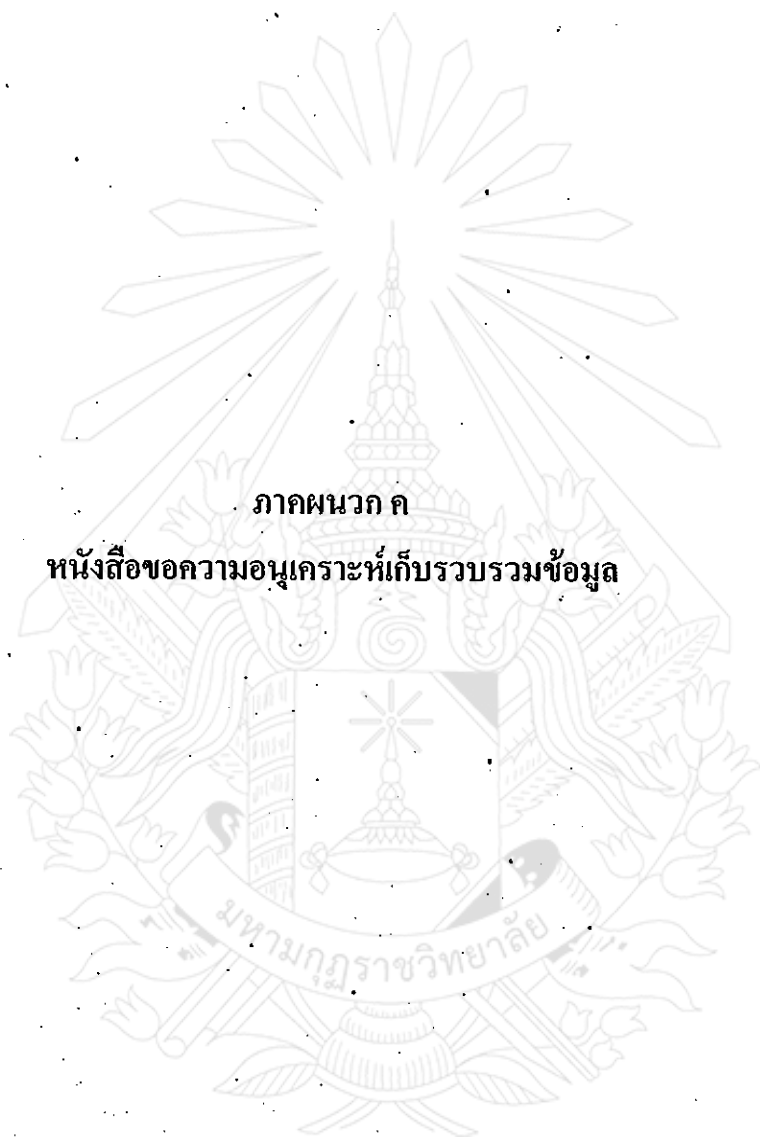 ภาคผนวก ค
หนังสือขอความอนุเคราะห์เก็บรวบรวมข้อมูล
มหามกุฏราชวิทยาลัย